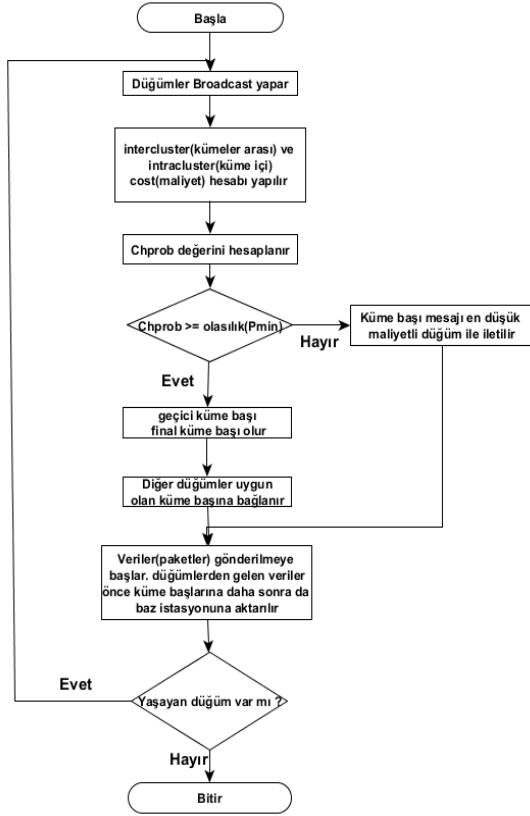 Başla
Düğümler Broadcast yapar
intercluster(kümeler arası) ve
intracluster(küme içi)
cost(maliyet) hesabı yapılır
Chprob değerini hesaplanır
Chprob >= olasılık(Pmin)
Hayır
Küme başı mesajı en düşük
maliyetli düğüm ile iletilir
Evet
geçici küme başı
final küme başı olur
Diğer düğümler uygun
olan küme başına bağlanır
Veriler(paketler) gönderilmeye
başlar. düğümlerden gelen veriler
önce küme başlarına daha sonra da
baz istasyonuna aktarılır
Evet
Yaşayan düğüm var mı ?
Hayır
Bitir